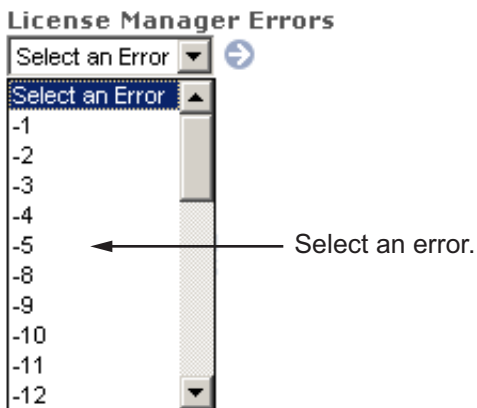 License Manager Errors
Select an Error
Select an Error
-1
-2
-3
-4
-5
Select an error.
-8
-9
-10
-11
-12